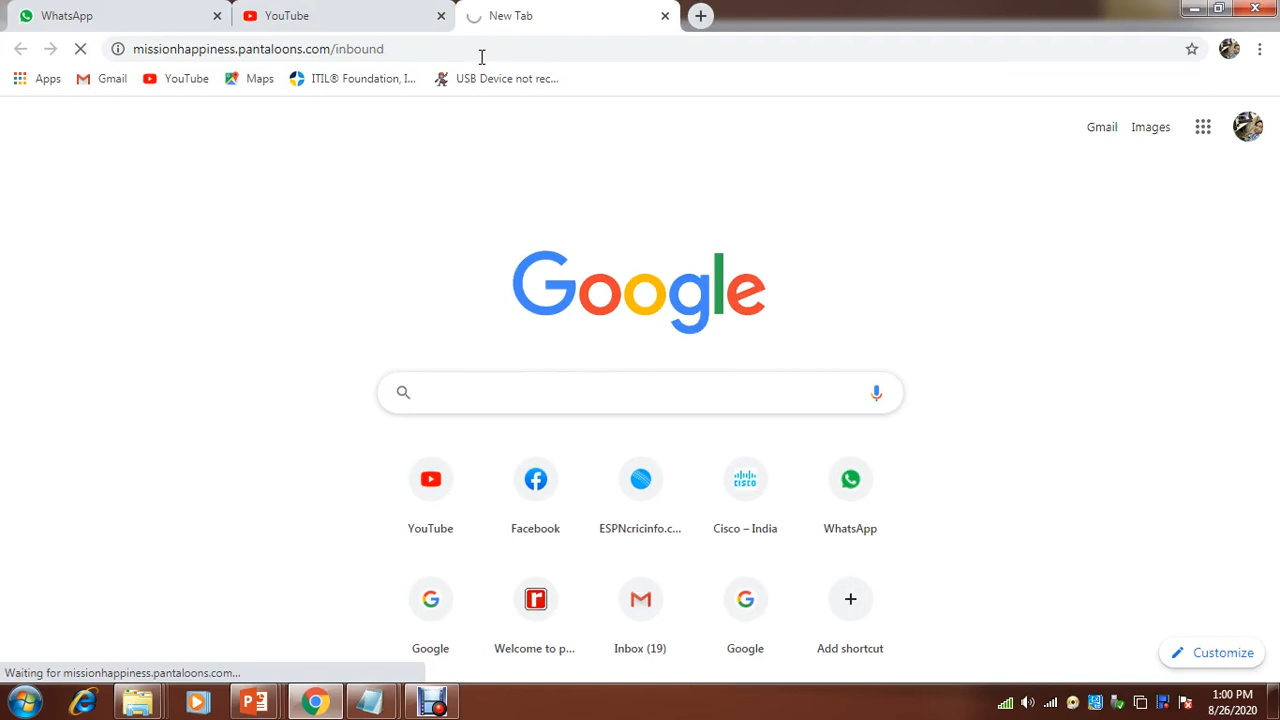 WhatsApp YouTube New Tab
missionhappiness.pantaloons.com/inbound
Apps Gmail YouTube Maps ITIL® Foundation, I... USB Device not rec...
Gmail Images
Google
YouTube Facebook ESPNcricinfo.c... Cisco – India WhatsApp
Google Welcome to p... Inbox (19) Google Add shortcut
Customize
Waiting for missionhappiness.pantaloons.com...
1:00 PM
8/26/2020